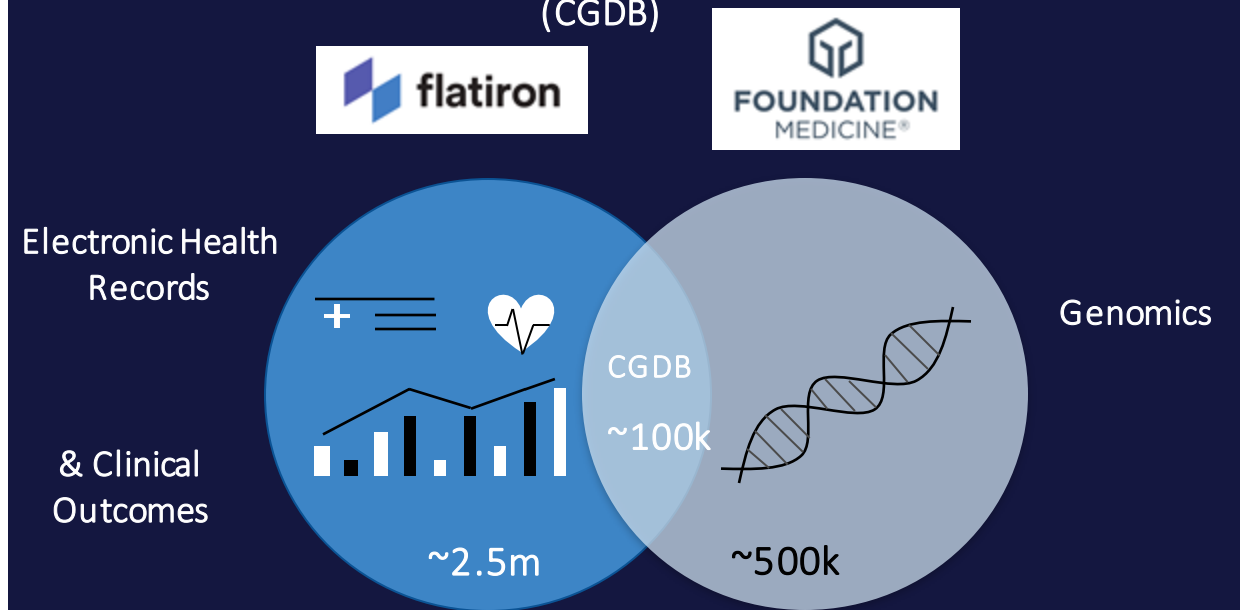 (CGDB)
flatiron
FOUNDATION
MEDICINE®
Electronic Health
Records
Genomics
CGDB
~100k
& Clinical
Outcomes
~2.5m
~500k